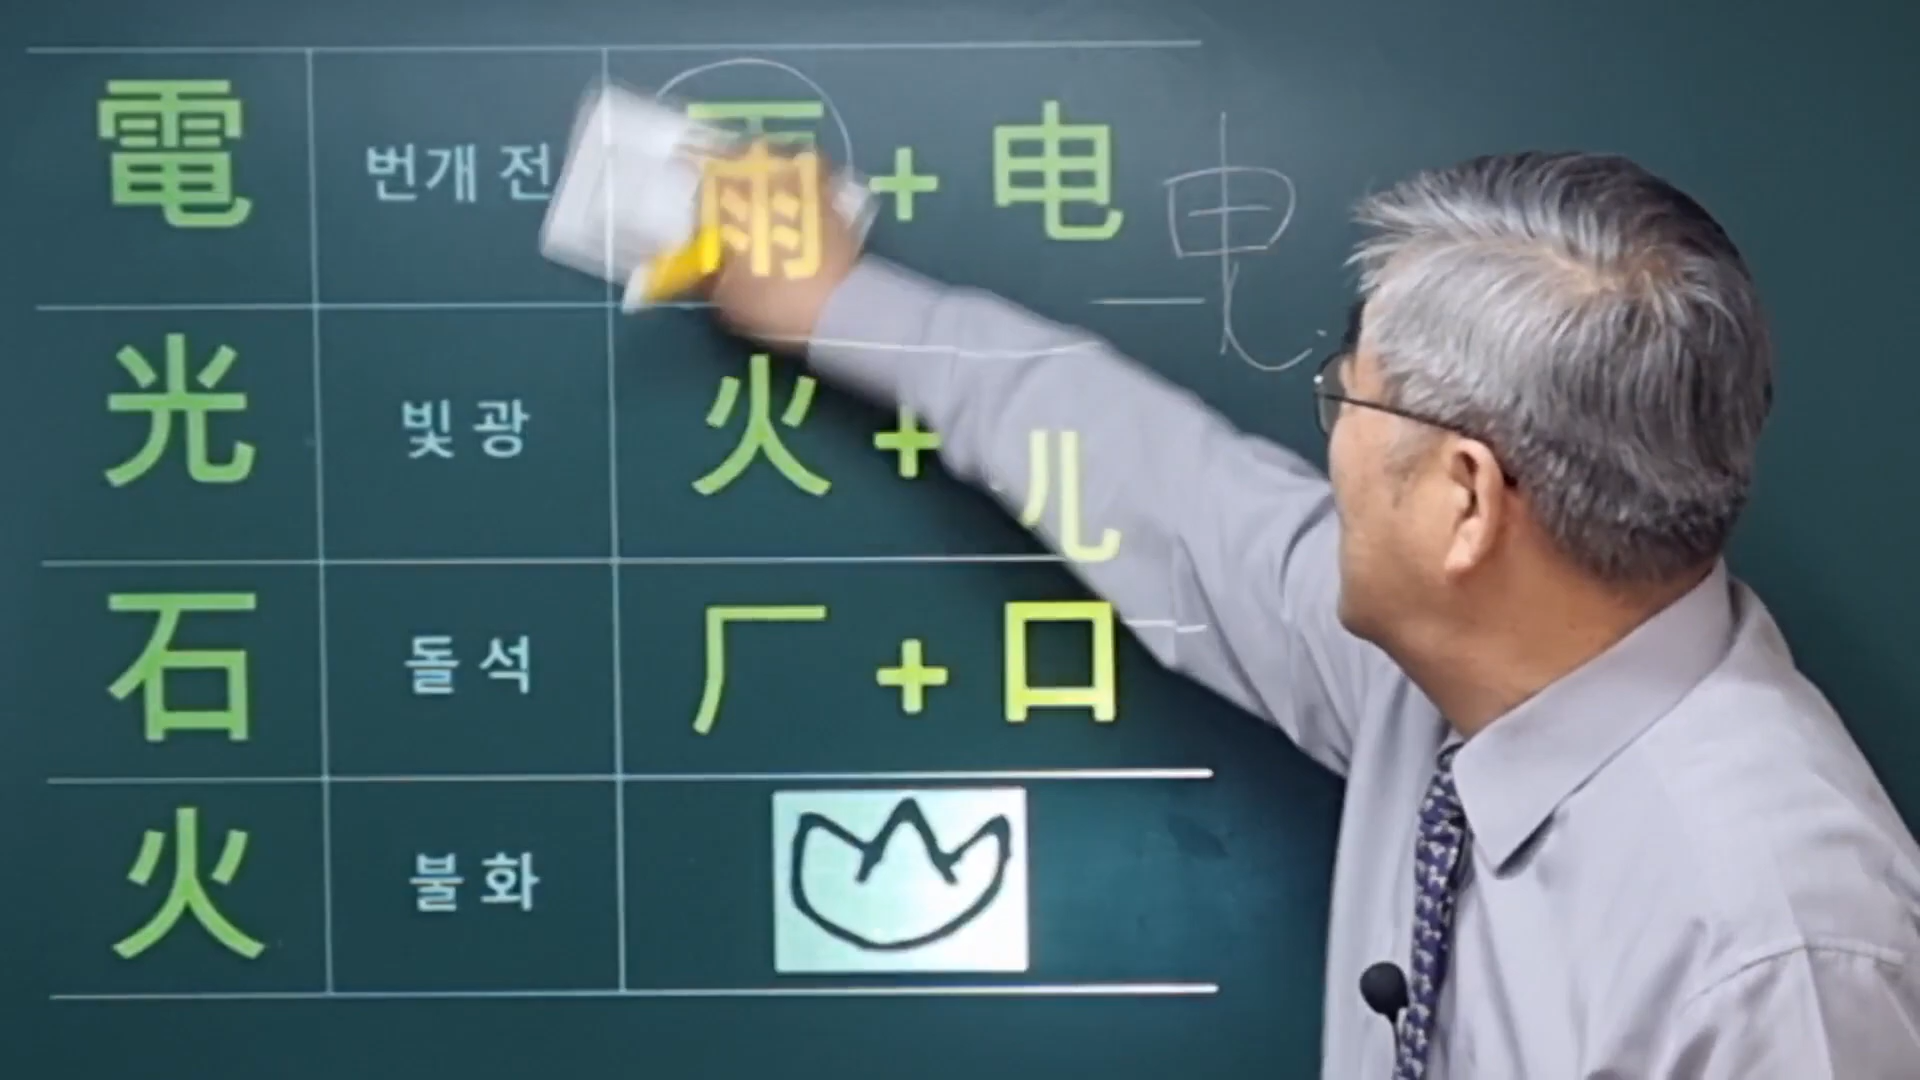 電 번개 전 雨 + 电 电
光 빛 광 火 + 儿
石 돌 석 厂 + 口
火 불 화